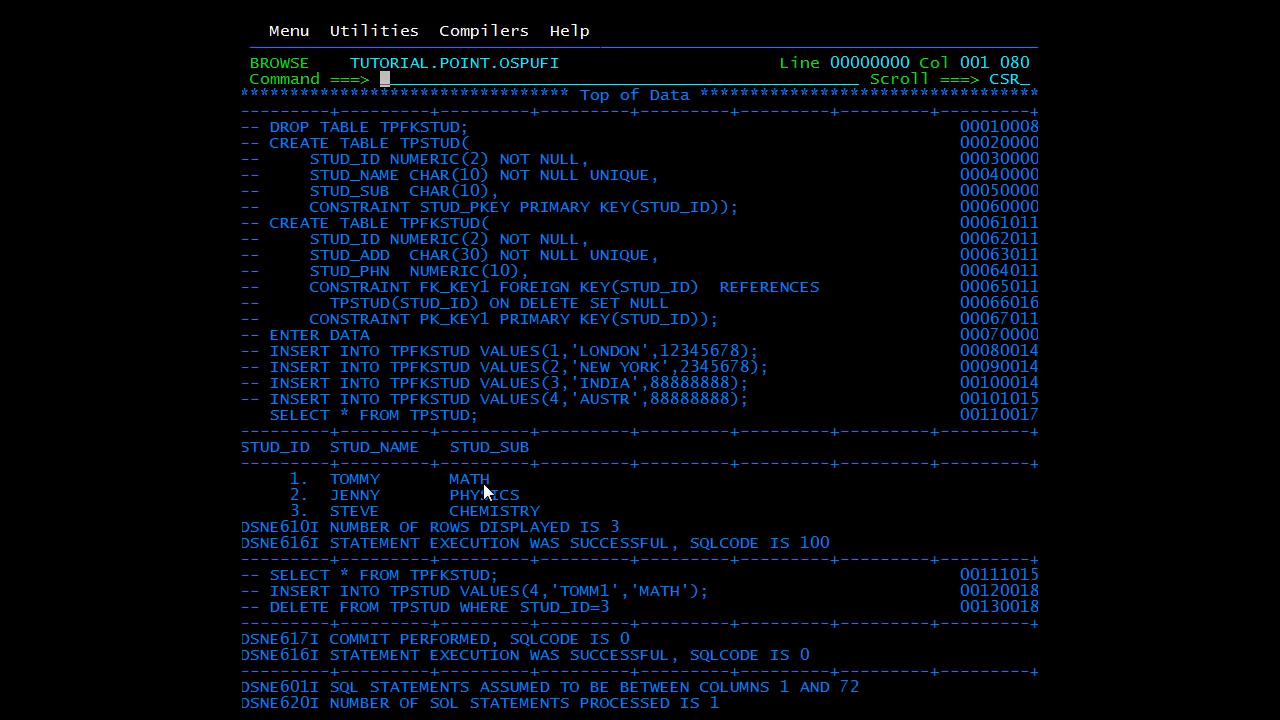 Menu  Utilities  Compilers  Help
BROWSE    TUTORIAL.POINT.OSPUFI                      Line 00000000 Col 001 080
Command ===>                                                  Scroll ===> CSR_
********************************* Top of Data **********************************
---------+---------+---------+---------+---------+---------+---------+---------+
-- DROP TABLE TPFKSTUD;                                                 00010008
-- CREATE TABLE TPSTUD(                                                 00020000
--     STUD_ID NUMERIC(2) NOT NULL,                                     00030000
--     STUD_NAME CHAR(10) NOT NULL UNIQUE,                              00040000
--     STUD_SUB  CHAR(10),                                              00050000
--     CONSTRAINT STUD_PKEY PRIMARY KEY(STUD_ID));                      00060000
-- CREATE TABLE TPFKSTUD(                                               00061011
--     STUD_ID NUMERIC(2) NOT NULL,                                     00062011
--     STUD_ADD  CHAR(30) NOT NULL UNIQUE,                              00063011
--     STUD_PHN  NUMERIC(10),                                           00064011
--     CONSTRAINT FK_KEY1 FOREIGN KEY(STUD_ID)  REFERENCES              00065011
--       TPSTUD(STUD_ID) ON DELETE SET NULL                             00066016
--     CONSTRAINT PK_KEY1 PRIMARY KEY(STUD_ID));                        00067011
-- ENTER DATA                                                           00070000
-- INSERT INTO TPFKSTUD VALUES(1,'LONDON',12345678);                    00080014
-- INSERT INTO TPFKSTUD VALUES(2,'NEW YORK',2345678);                   00090014
-- INSERT INTO TPFKSTUD VALUES(3,'INDIA',88888888);                     00100014
-- INSERT INTO TPFKSTUD VALUES(4,'AUSTR',88888888);                     00101015
   SELECT * FROM TPSTUD;                                                00110017
---------+---------+---------+---------+---------+---------+---------+---------+
STUD_ID  STUD_NAME   STUD_SUB
---------+---------+---------+---------+---------+---------+---------+---------+
     1.  TOMMY       MATH
     2.  JENNY       PHYSICS
     3.  STEVE       CHEMISTRY
DSNE610I NUMBER OF ROWS DISPLAYED IS 3
DSNE616I STATEMENT EXECUTION WAS SUCCESSFUL, SQLCODE IS 100
---------+---------+---------+---------+---------+---------+---------+---------+
-- SELECT * FROM TPFKSTUD;                                              00111015
-- INSERT INTO TPSTUD VALUES(4,'TOMM1','MATH');                         00120018
-- DELETE FROM TPSTUD WHERE STUD_ID=3                                   00130018
---------+---------+---------+---------+---------+---------+---------+---------+
DSNE617I COMMIT PERFORMED, SQLCODE IS 0
DSNE616I STATEMENT EXECUTION WAS SUCCESSFUL, SQLCODE IS 0
---------+---------+---------+---------+---------+---------+---------+---------+
DSNE601I SQL STATEMENTS ASSUMED TO BE BETWEEN COLUMNS 1 AND 72
DSNE620I NUMBER OF SQL STATEMENTS PROCESSED IS 1